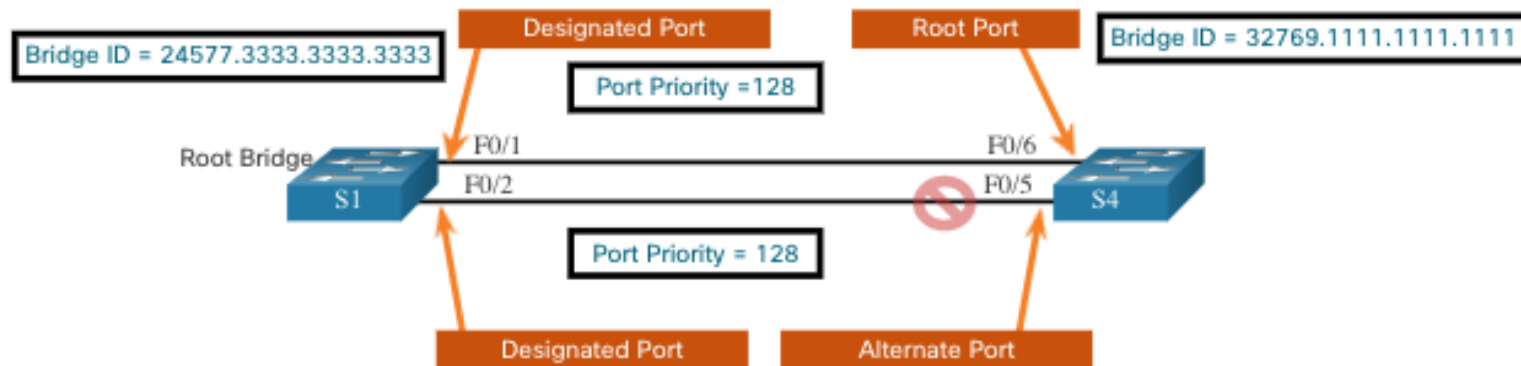 Designated Port
Root Port
Bridge ID = 24577.3333.3333.3333
Bridge ID = 32769.1111.1111.1111
Port Priority =128
Root Bridge
F0/1
F0/6
F0/2
F0/5
S1
S4
Port Priority = 128
Designated Port
Alternate Port